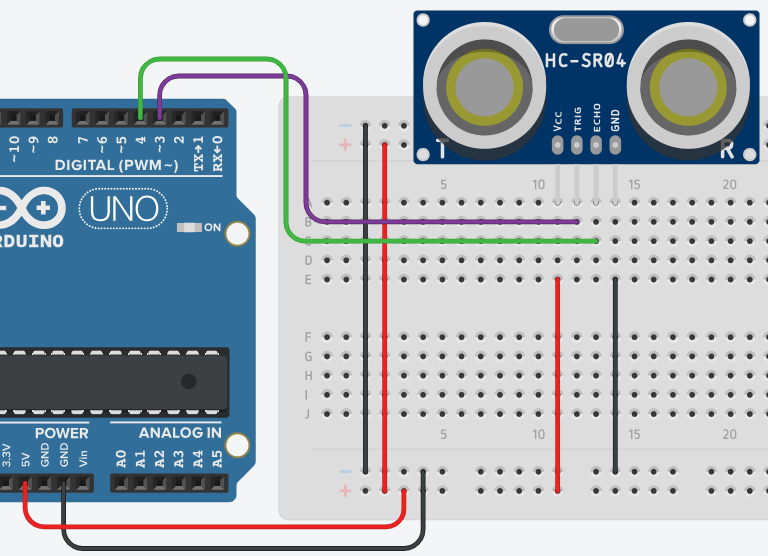 HC-SR04
Vcc TRIG ECHO GND
T R
~10 ~9 8 7 ~6 ~5 4 ~3 2 TX→1 RX←0
DIGITAL (PWM~)
UNO
ON
RDUINO
POWER
ANALOG IN
3.3V 5V GND GND Vin A0 A1 A2 A3 A4 A5
− +
5 10 15 20
A
B
C
D
E
F
G
H
I
J
5 10 15 20
− +